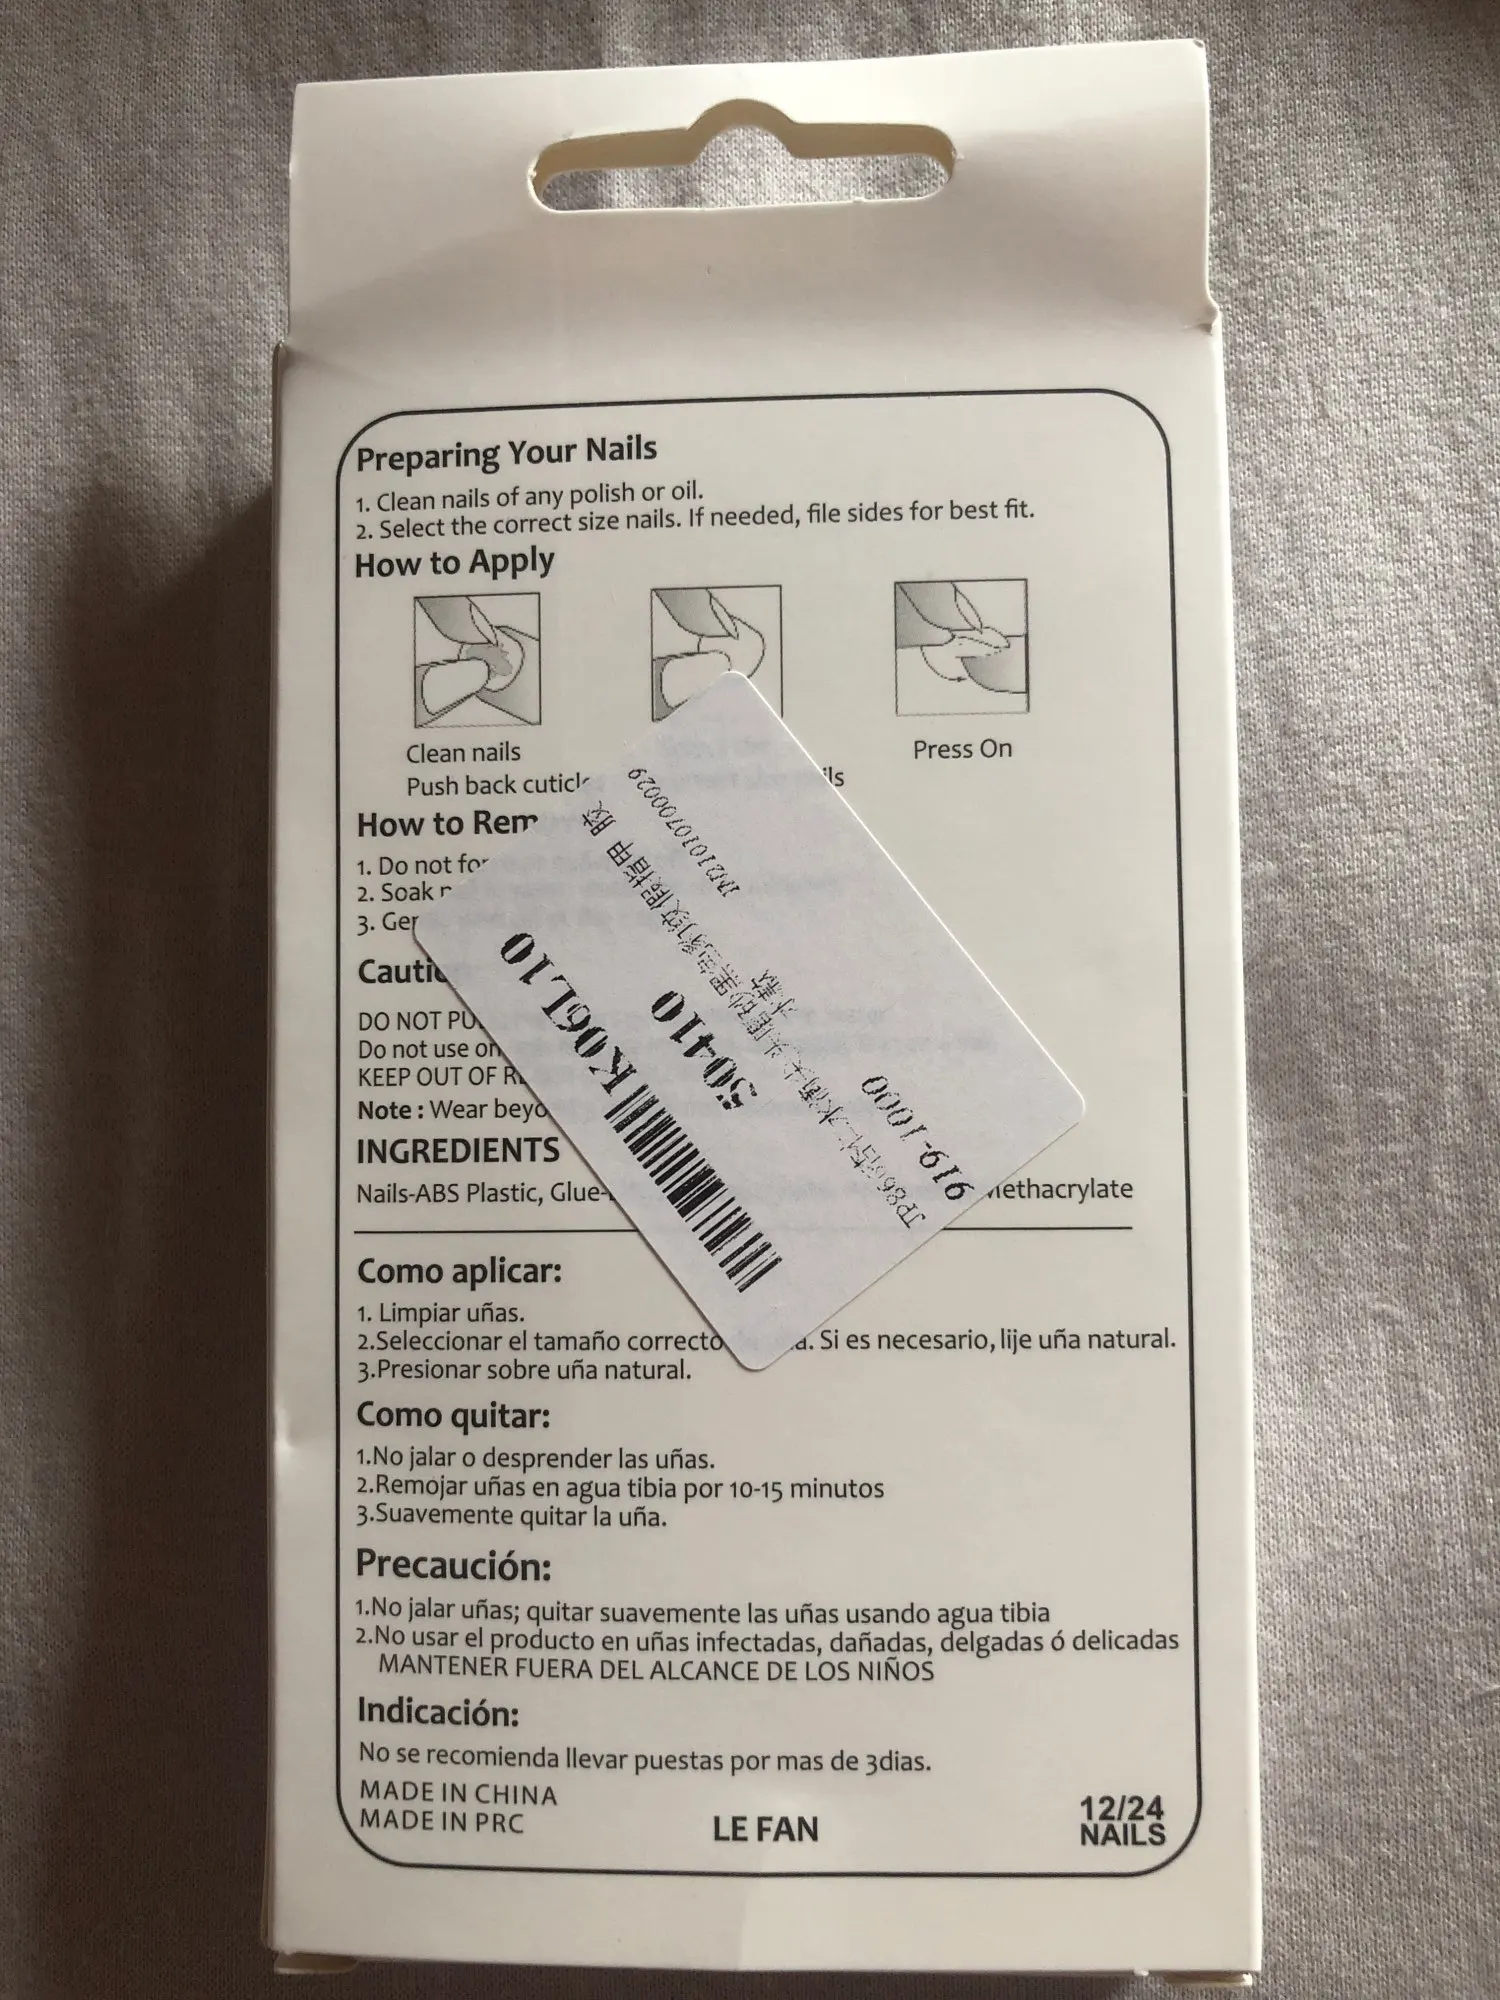 Preparing Your Nails
1. Clean nails of any polish or oil.
2. Select the correct size nails. If needed, file sides for best fit.
How to Apply
Clean nails
Push back cuticle
Press On
How to Rem
1. Do not for
2. Soak
3. Ger
Cautio
DO NOT PU
Do not use on
KEEP OUT OF
Note : Wear beyo
INGREDIENTS
Nails-ABS Plastic, Glue- Methacrylate
K06L10
50410
919-1000
IM21010700029
Como aplicar:
1. Limpiar uñas.
2.Seleccionar el tamaño correcto a. Si es necesario, lije uña natural.
3.Presionar sobre uña natural.
Como quitar:
1.No jalar o desprender las uñas.
2.Remojar uñas en agua tibia por 10-15 minutos
3.Suavemente quitar la uña.
Precaución:
1.No jalar uñas; quitar suavemente las uñas usando agua tibia
2.No usar el producto en uñas infectadas, dañadas, delgadas ó delicadas
MANTENER FUERA DEL ALCANCE DE LOS NIÑOS
Indicación:
No se recomienda llevar puestas por mas de 3dias.
MADE IN CHINA
MADE IN PRC
LE FAN
12/24
NAILS